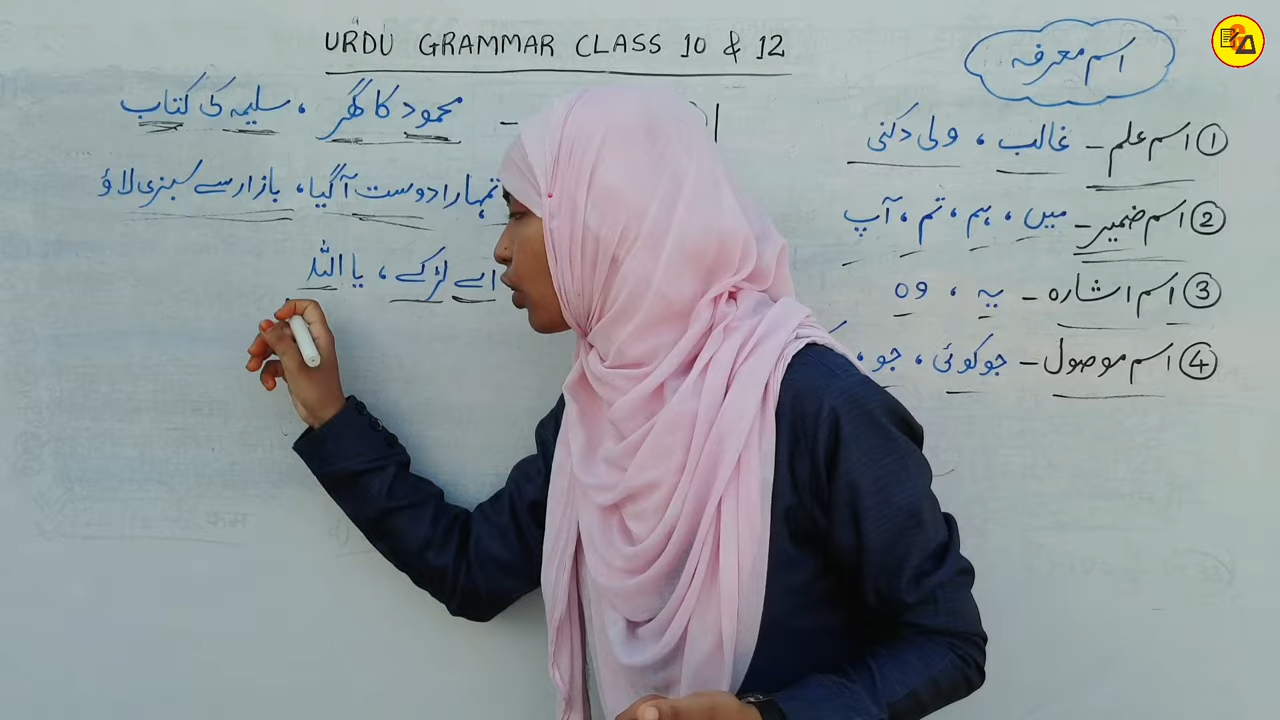 URDU GRAMMAR CLASS 10 & 12
اسم معرفہ
① اسم علم - غالب ، ولی دکنی
② اسم ضمیر - میں ، ہم ، تم ، آپ
③ اسم اشارہ - یہ ، وہ
④ اسم موصول - جو کوئی ، جو ،
محمود کا گھر ، سلیمہ کی کتاب
تمہارا دوست آگیا، بازار سے سبزی لاؤ
اے لڑکے ، یا اللہ